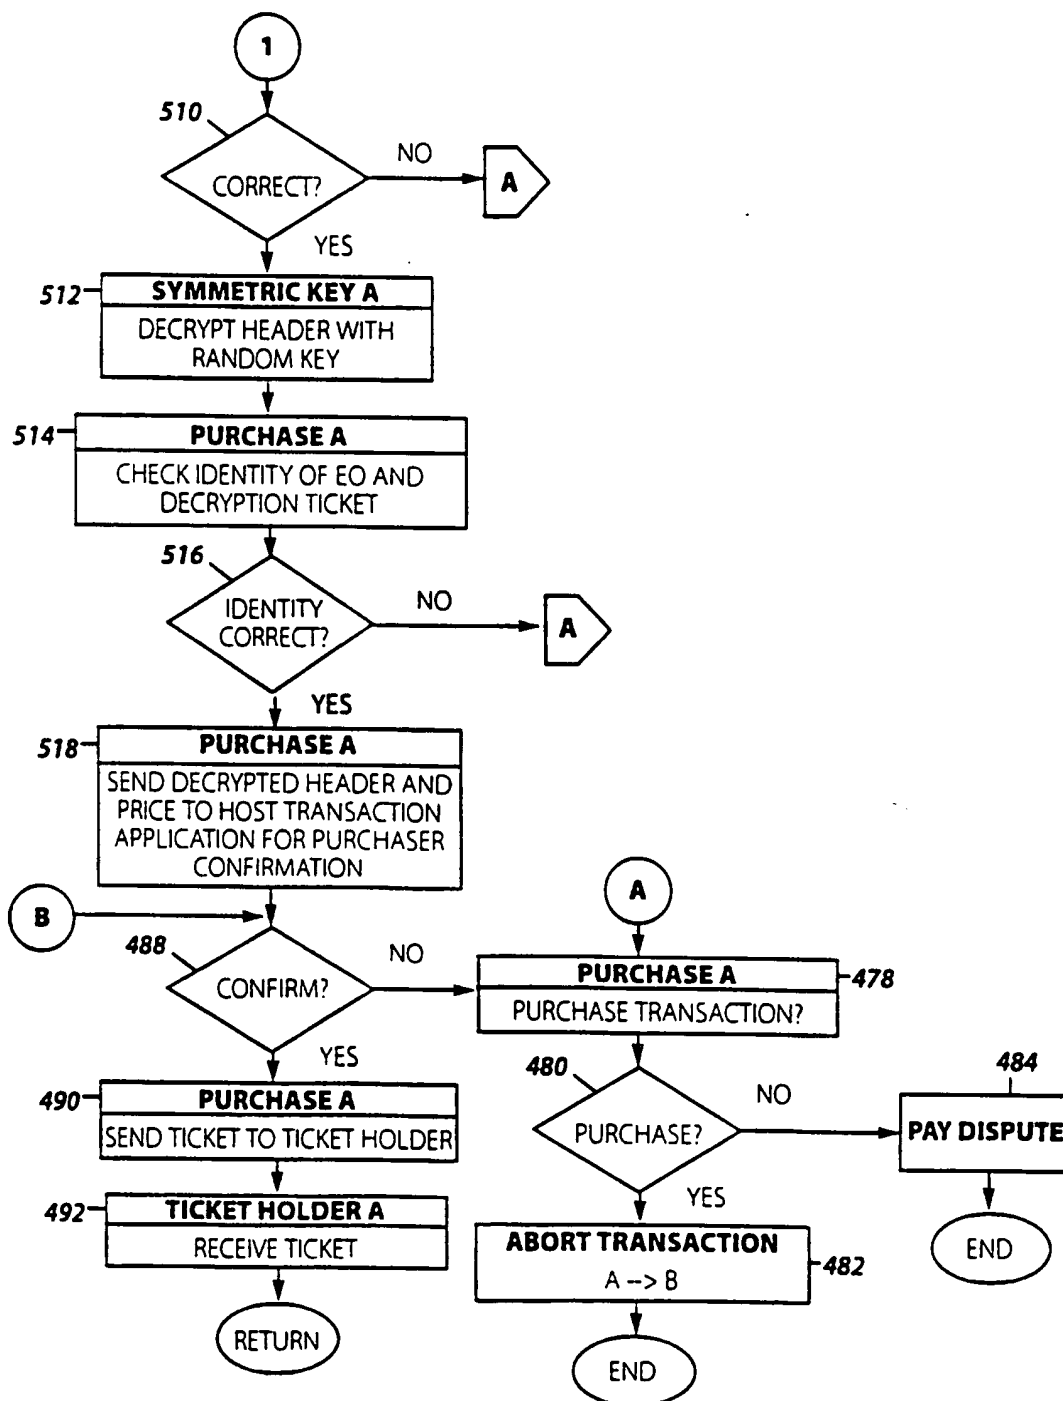 1
510
CORRECT?
NO
A
YES
512
SYMMETRIC KEY A
DECRYPT HEADER WITH
RANDOM KEY
514
PURCHASE A
CHECK IDENTITY OF EO AND
DECRYPTION TICKET
516
IDENTITY
CORRECT?
NO
A
YES
518
PURCHASE A
SEND DECRYPTED HEADER AND
PRICE TO HOST TRANSACTION
APPLICATION FOR PURCHASER
CONFIRMATION
B
488
CONFIRM?
NO
YES
490
PURCHASE A
SEND TICKET TO TICKET HOLDER
492
TICKET HOLDER A
RECEIVE TICKET
RETURN
A
PURCHASE A
478
PURCHASE TRANSACTION?
480
PURCHASE?
NO
484
PAY DISPUTE
END
YES
ABORT TRANSACTION
A --> B
482
END